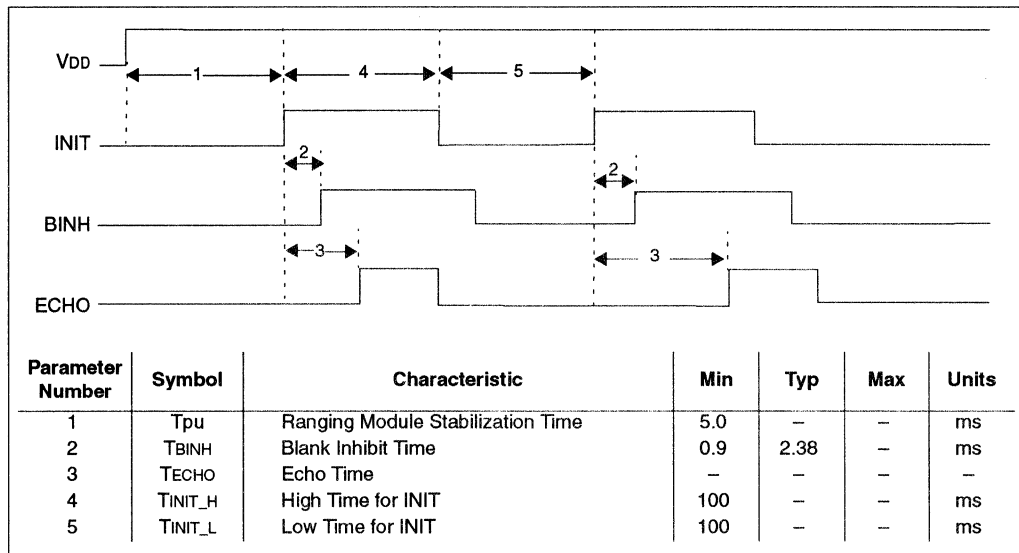 VDD
1
4
5
INIT
2
2
BINH
3
3
ECHO
Parameter Number Symbol Characteristic Min Typ Max Units
1 Tpu Ranging Module Stabilization Time 5.0 – – ms
2 TBINH Blank Inhibit Time 0.9 2.38 – ms
3 TECHO Echo Time – – – –
4 TINIT_H High Time for INIT 100 – – ms
5 TINIT_L Low Time for INIT 100 – – ms